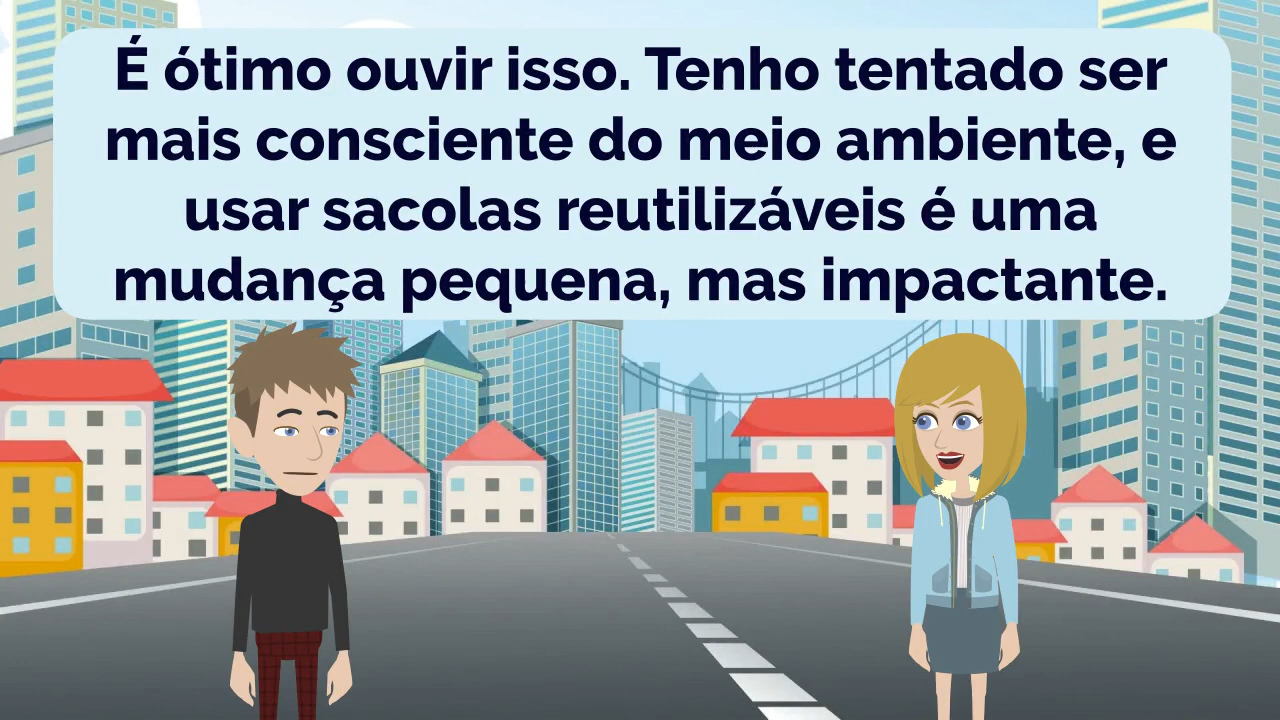 É ótimo ouvir isso. Tenho tentado ser
mais consciente do meio ambiente, e
usar sacolas reutilizáveis é uma
mudança pequena, mas impactante.